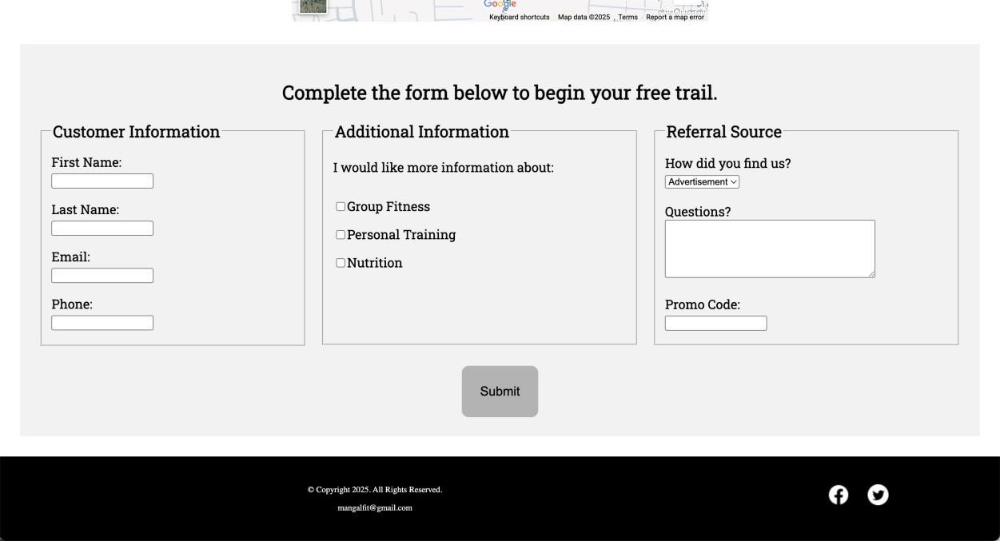 Google
Keyboard shortcuts Map data ©2025 Terms Report a map error
Complete the form below to begin your free trail.
Customer Information
First Name:
Last Name:
Email:
Phone:
Additional Information
I would like more information about:
Group Fitness
Personal Training
Nutrition
Referral Source
How did you find us?
Advertisement
Questions?
Promo Code:
Submit
© Copyright 2025. All Rights Reserved.
mangalfit@gmail.com